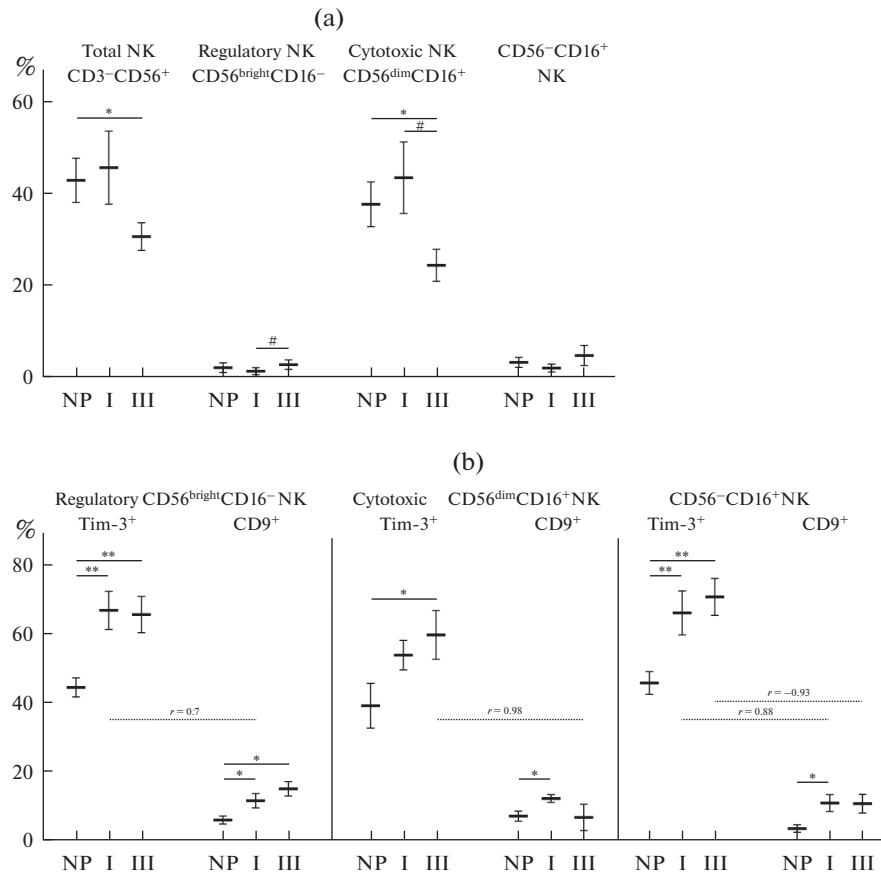 (a)
Total NK Regulatory NK Cytotoxic NK CD56⁻CD16⁺
% CD3⁻CD56⁺ CD56ᵇʳⁱᵍʰᵗCD16⁻ CD56ᵈⁱᵐCD16⁺ NK
60
* *
#
40
20
#
0
NP I III NP I III NP I III NP I III
(b)
Regulatory CD56ᵇʳⁱᵍʰᵗCD16⁻ NK Cytotoxic CD56ᵈⁱᵐCD16⁺NK CD56⁻CD16⁺NK
% Tim-3⁺ CD9⁺ Tim-3⁺ CD9⁺ Tim-3⁺ CD9⁺
80
** **
** **
*
60
40
r = −0.93
r = 0.7 r = 0.98 r = 0.88
20
*
* * *
0
NP I III NP I III NP I III NP I III NP I III NP I III